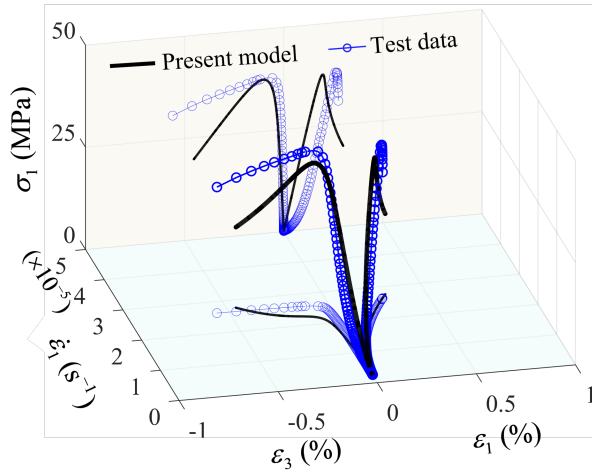 50
Present model
Test data
25
σ₁ (MPa)
0
5
(×10⁻⁵)
4
3
2
1
0
ε̇₁ (s⁻¹)
-1
-0.5
0
0.5
1
ε₃ (%)
ε₁ (%)